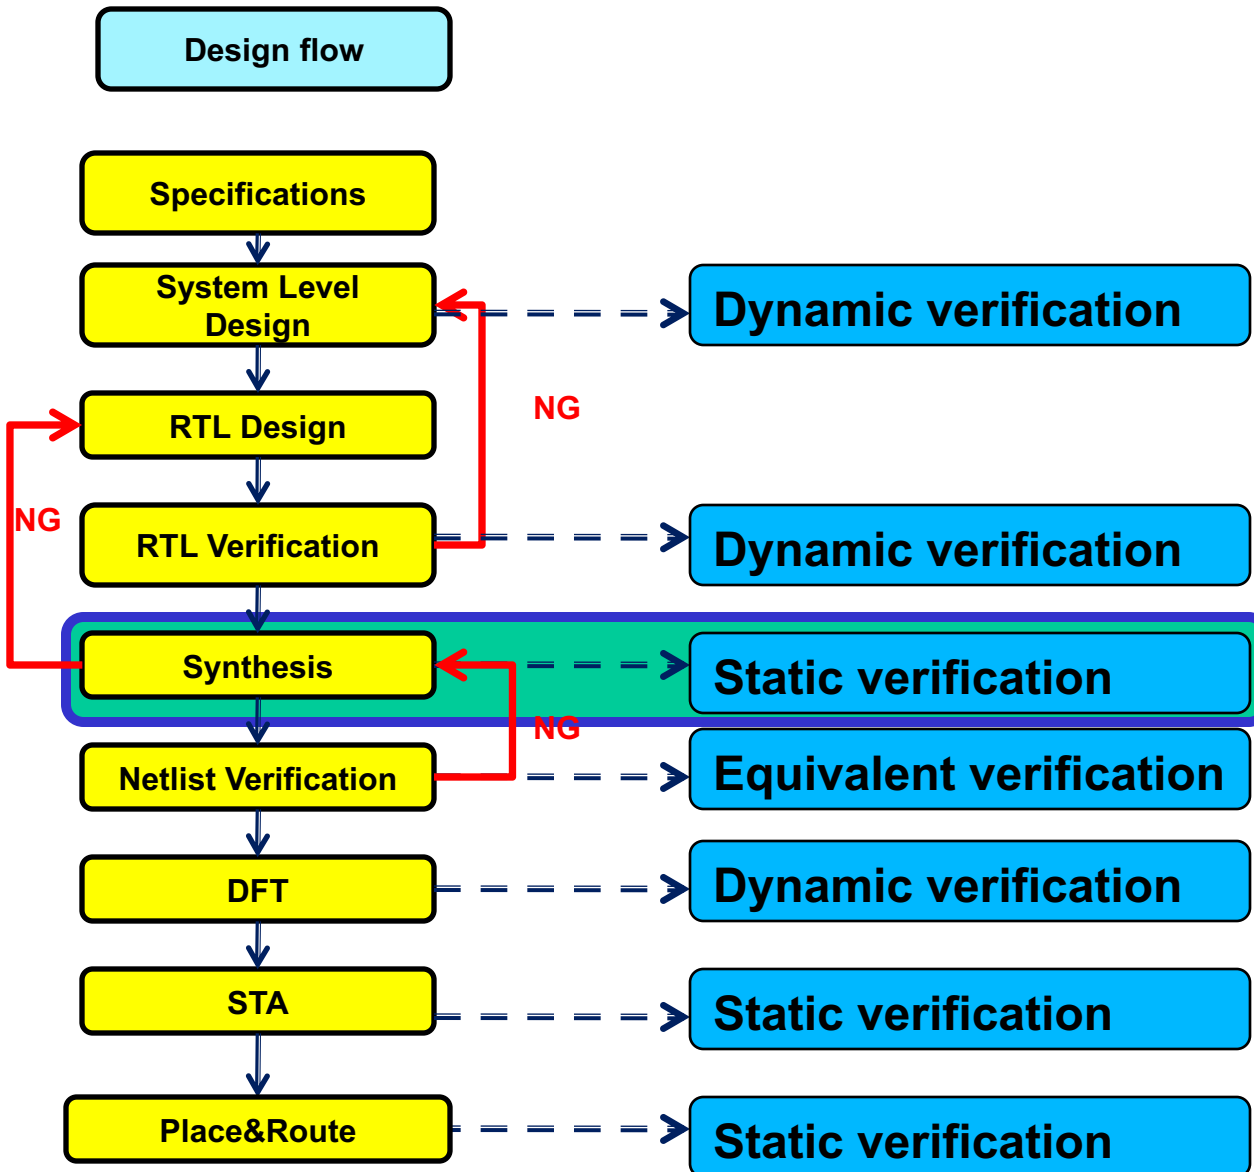 Design flow
Specifications
System Level
Design
Dynamic verification
NG
RTL Design
NG
RTL Verification
Dynamic verification
Synthesis
Static verification
NG
Netlist Verification
Equivalent verification
DFT
Dynamic verification
STA
Static verification
Place&Route
Static verification